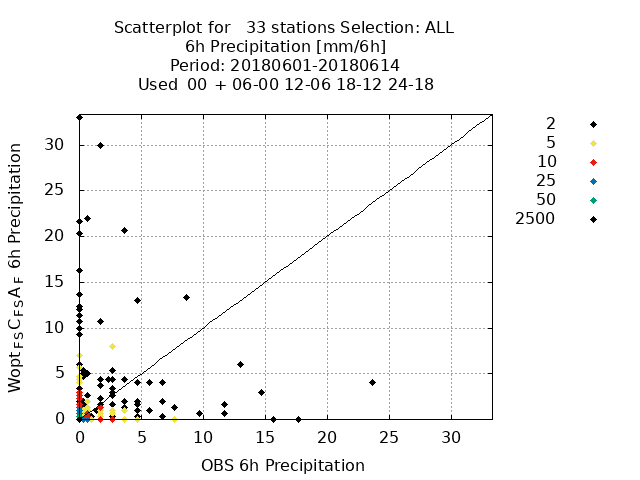 Scatterplot for   33 stations Selection: ALL
6h Precipitation [mm/6h]
Period: 20180601-20180614
Used  00 + 06-00 12-06 18-12 24-18
2
5
10
25
50
2500
30
25
20
15
10
5
0
Wopt FS C FS A F 6h Precipitation
0 5 10 15 20 25 30
OBS 6h Precipitation